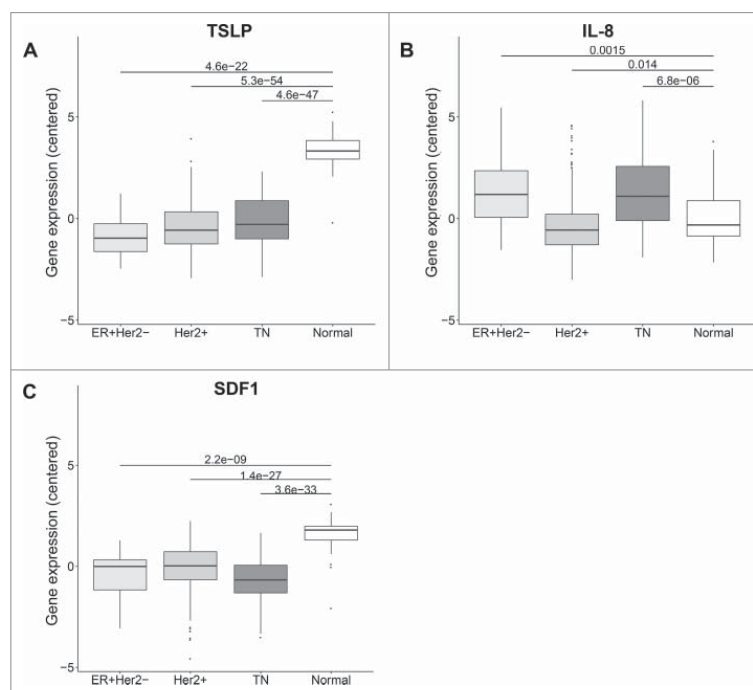 A
TSLP
4.6e−22
5.3e−54
4.6e−47
Gene expression (centered)
5
0
−5
ER+Her2−
Her2+
TN
Normal
B
IL-8
0.0015
0.014
6.8e−06
Gene expression (centered)
5
0
−5
ER+Her2−
Her2+
TN
Normal
C
SDF1
2.2e−09
1.4e−27
3.6e−33
Gene expression (centered)
5
0
−5
ER+Her2−
Her2+
TN
Normal